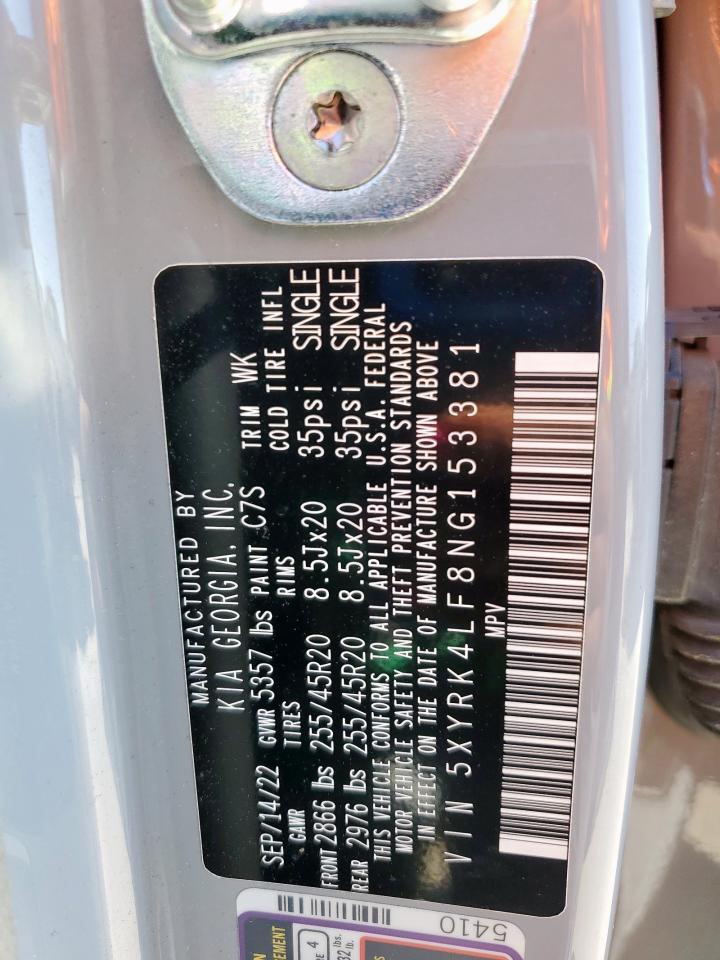 MANUFACTURED BY
KIA GEORGIA, INC.
SEP/14/22 GVWR 5357 lbs PAINT C7S TRIM WK
GAWR TIRES RIMS COLD TIRE INFL
FRONT 2866 lbs 255/45R20 8.5Jx20 35psi SINGLE
REAR 2976 lbs 255/45R20 8.5Jx20 35psi SINGLE
THIS VEHICLE CONFORMS TO ALL APPLICABLE U.S.A. FEDERAL
MOTOR VEHICLE SAFETY AND THEFT PREVENTION STANDARDS
IN EFFECT ON THE DATE OF MANUFACTURE SHOWN ABOVE
VIN 5XYRK4LF8NG153381
MPV
5410